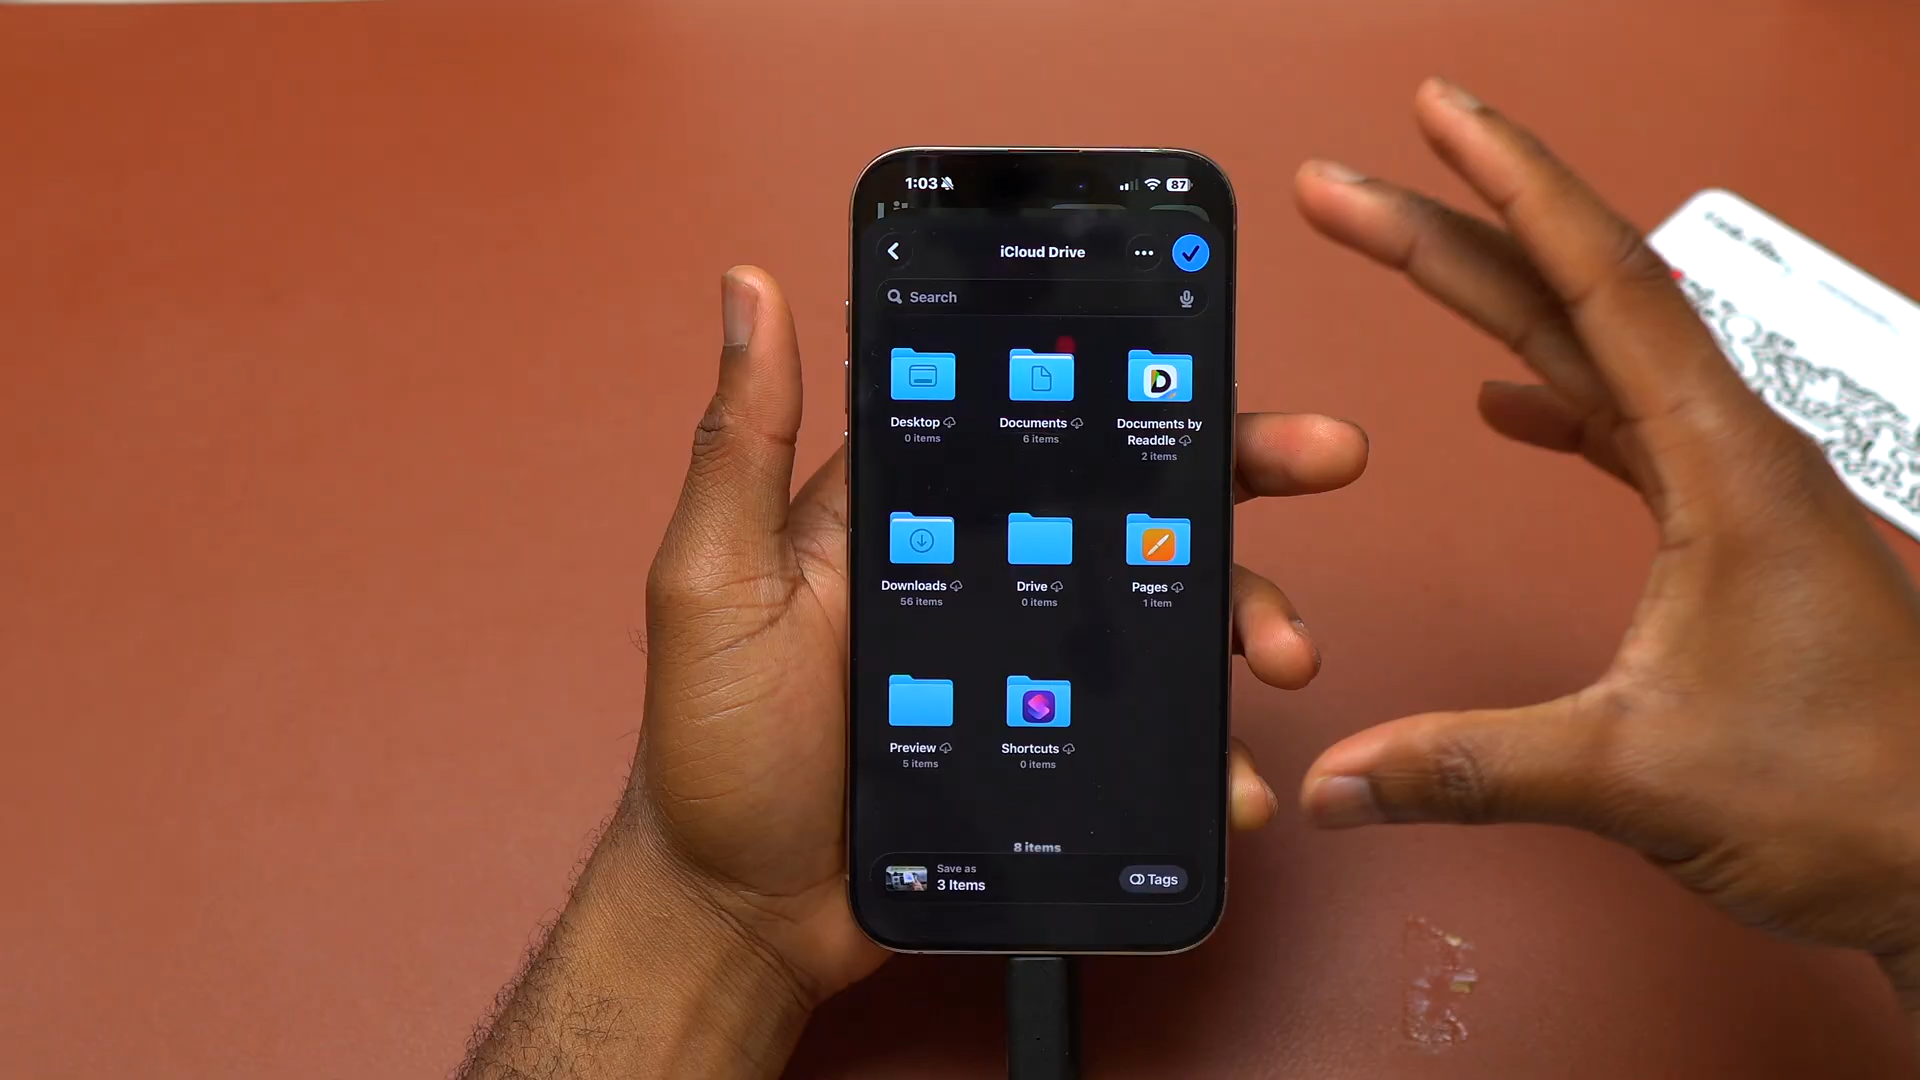 1:03
87
iCloud Drive
Search
Desktop
0 items
Documents
6 items
Documents by
Readdle
2 items
Downloads
56 items
Drive
0 items
Pages
1 item
Preview
5 items
Shortcuts
0 items
8 items
Save as
3 Items
Tags